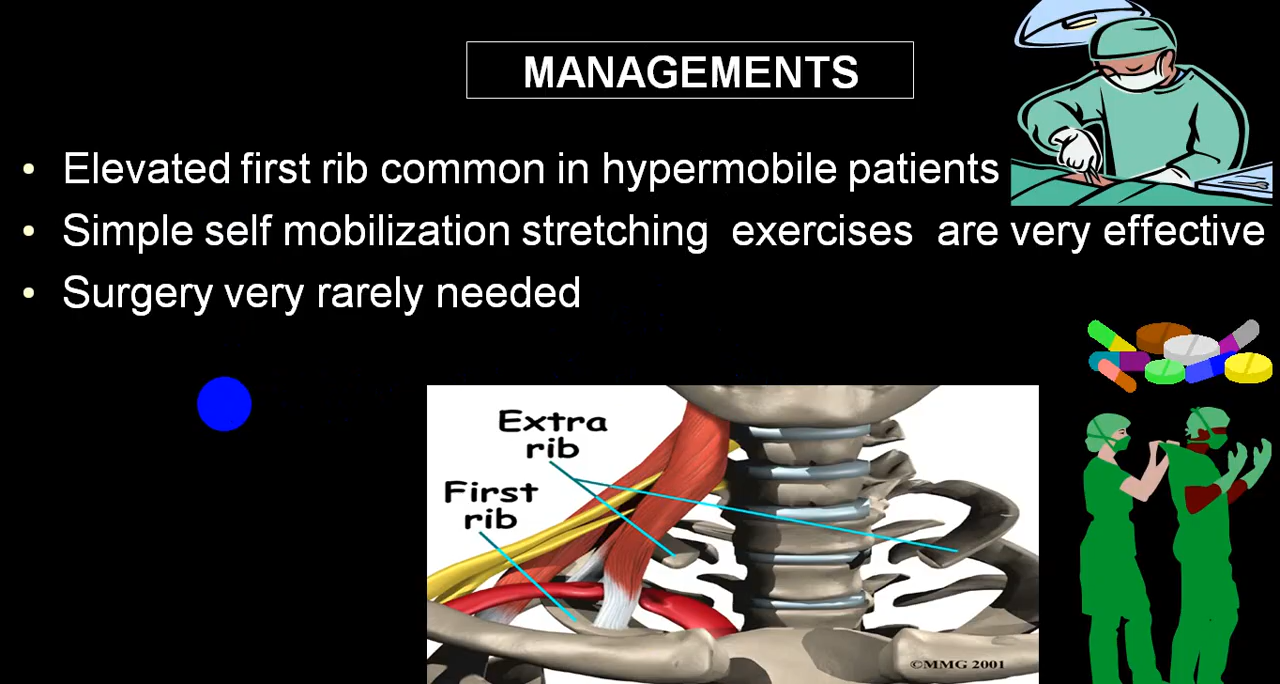 MANAGEMENTS
• Elevated first rib common in hypermobile patients
• Simple self mobilization stretching exercises are very effective
• Surgery very rarely needed
Extra
rib
First
rib
©MMG 2001